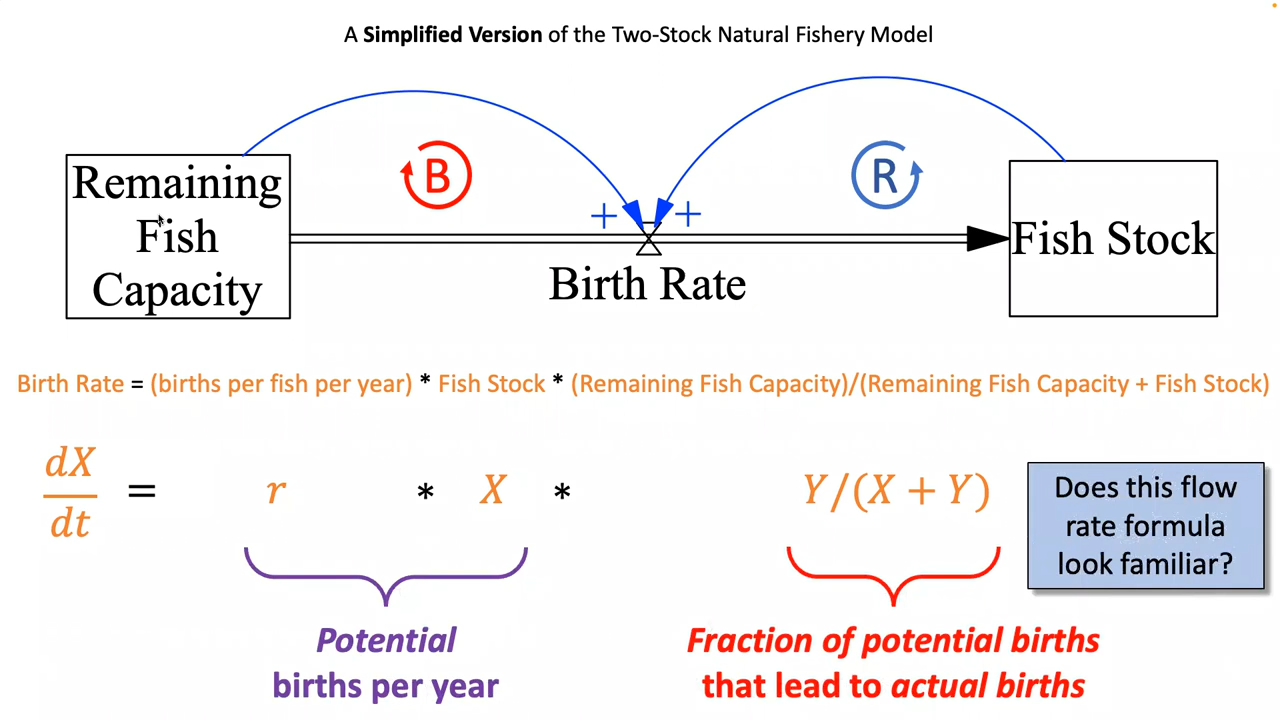 A Simplified Version of the Two-Stock Natural Fishery Model
Remaining
Fish
Capacity
B
R
+
+
Birth Rate
Fish Stock
Birth Rate = (births per fish per year) * Fish Stock * (Remaining Fish Capacity)/(Remaining Fish Capacity + Fish Stock)
dX
dt
= r * X * Y/(X + Y)
Does this flow
rate formula
look familiar?
Potential
births per year
Fraction of potential births
that lead to actual births